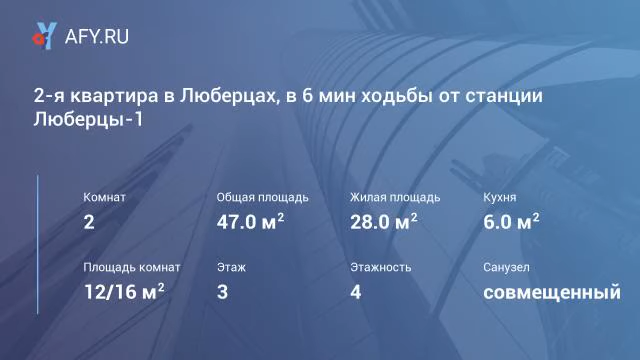 AFY.RU
2-я квартира в Люберцах, в 6 мин ходьбы от станции
Люберцы-1
Комнат
2
Общая площадь
47.0 м²
Жилая площадь
28.0 м²
Кухня
6.0 м²
Площадь комнат
12/16 м²
Этаж
3
Этажность
4
Санузел
совмещенный